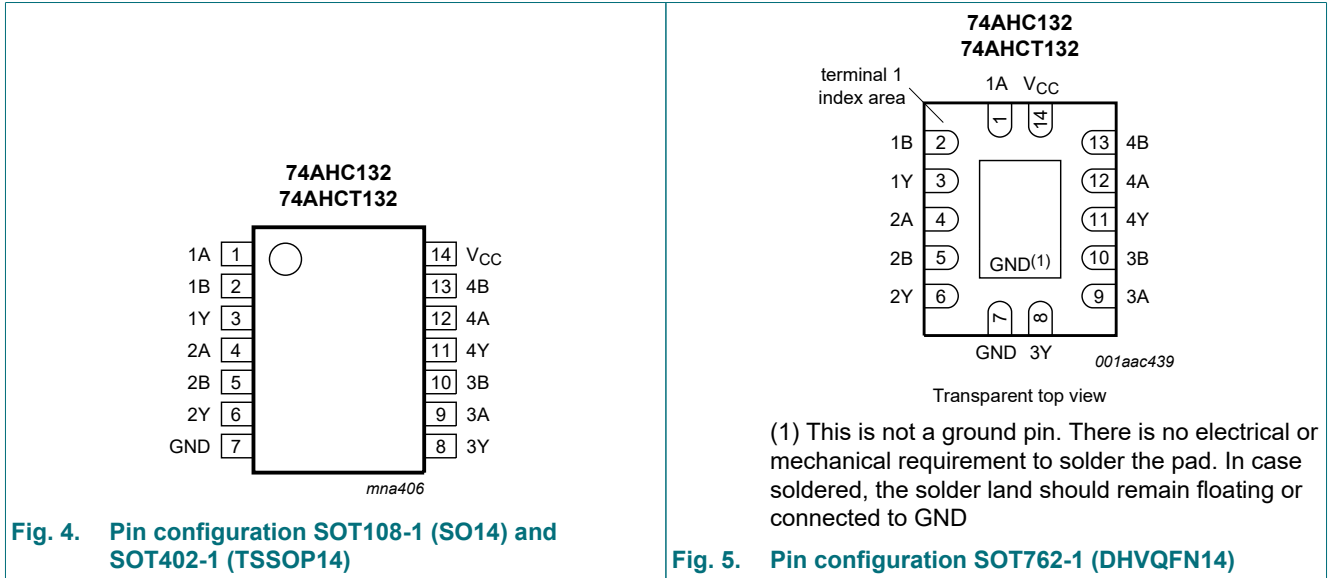 74AHC132
74AHCT132
1A 1 14 VCC
1B 2 13 4B
1Y 3 12 4A
2A 4 11 4Y
2B 5 10 3B
2Y 6 9 3A
GND 7 8 3Y
mna406
Fig. 4. Pin configuration SOT108-1 (SO14) and
SOT402-1 (TSSOP14)
74AHC132
74AHCT132
terminal 1
index area
1A VCC
1 14
1B 2 13 4B
1Y 3 12 4A
2A 4 11 4Y
2B 5 10 3B
GND(1)
2Y 6 9 3A
7 8
GND 3Y
001aac439
Transparent top view
(1) This is not a ground pin. There is no electrical or
mechanical requirement to solder the pad. In case
soldered, the solder land should remain floating or
connected to GND
Fig. 5. Pin configuration SOT762-1 (DHVQFN14)